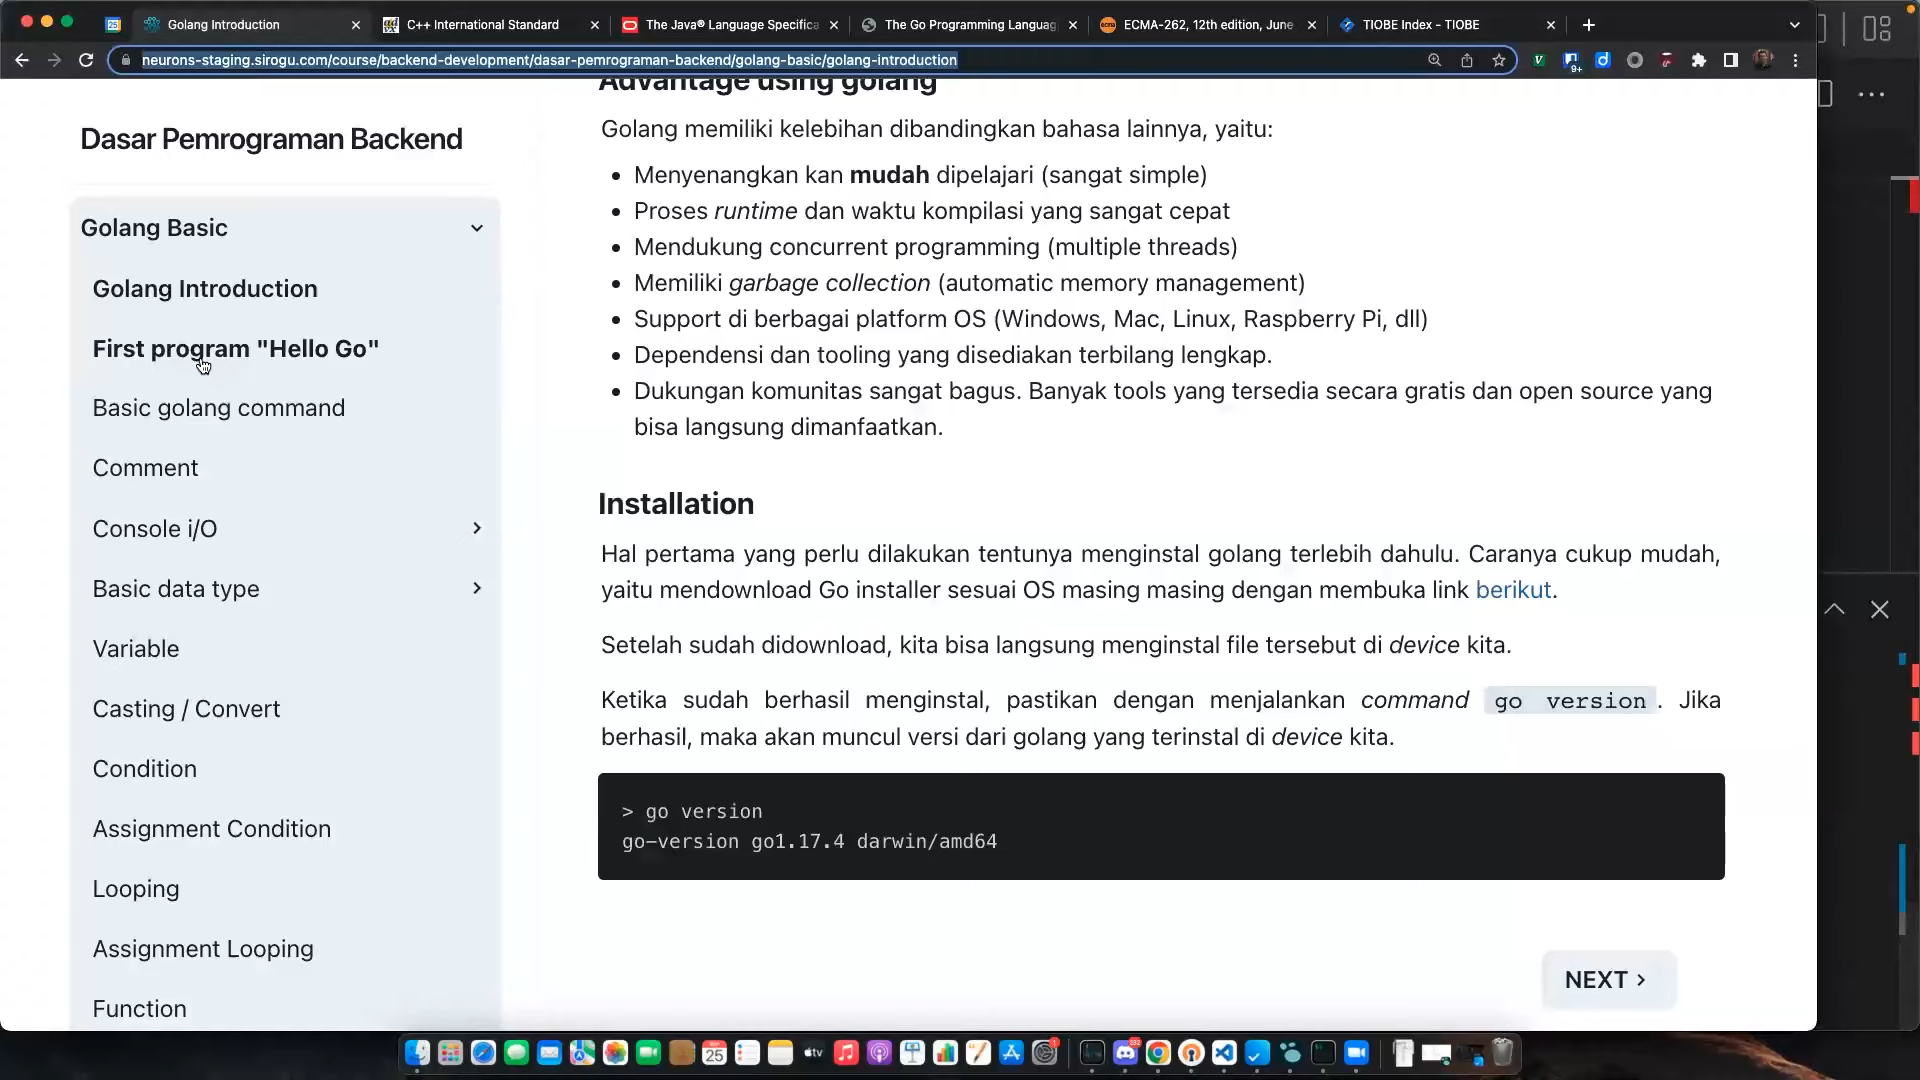 Golang Introduction
C++ International Standard
The Java® Language Specifica
The Go Programming Languag
ECMA-262, 12th edition, June
TIOBE Index - TIOBE
neurons-staging.sirogu.com/course/backend-development/dasar-pemrograman-backend/golang-basic/golang-introduction
Dasar Pemrograman Backend
Golang Basic
Golang Introduction
First program "Hello Go"
Basic golang command
Comment
Console i/O
Basic data type
Variable
Casting / Convert
Condition
Assignment Condition
Looping
Assignment Looping
Function
Advantage using golang
Golang memiliki kelebihan dibandingkan bahasa lainnya, yaitu:
Menyenangkan kan mudah dipelajari (sangat simple)
Proses runtime dan waktu kompilasi yang sangat cepat
Mendukung concurrent programming (multiple threads)
Memiliki garbage collection (automatic memory management)
Support di berbagai platform OS (Windows, Mac, Linux, Raspberry Pi, dll)
Dependensi dan tooling yang disediakan terbilang lengkap.
Dukungan komunitas sangat bagus. Banyak tools yang tersedia secara gratis dan open source yang
bisa langsung dimanfaatkan.
Installation
Hal pertama yang perlu dilakukan tentunya menginstal golang terlebih dahulu. Caranya cukup mudah,
yaitu mendownload Go installer sesuai OS masing masing dengan membuka link berikut.
Setelah sudah didownload, kita bisa langsung menginstal file tersebut di device kita.
Ketika sudah berhasil menginstal, pastikan dengan menjalankan command go version. Jika
berhasil, maka akan muncul versi dari golang yang terinstal di device kita.
> go version
go-version go1.17.4 darwin/amd64
NEXT >
25
tv